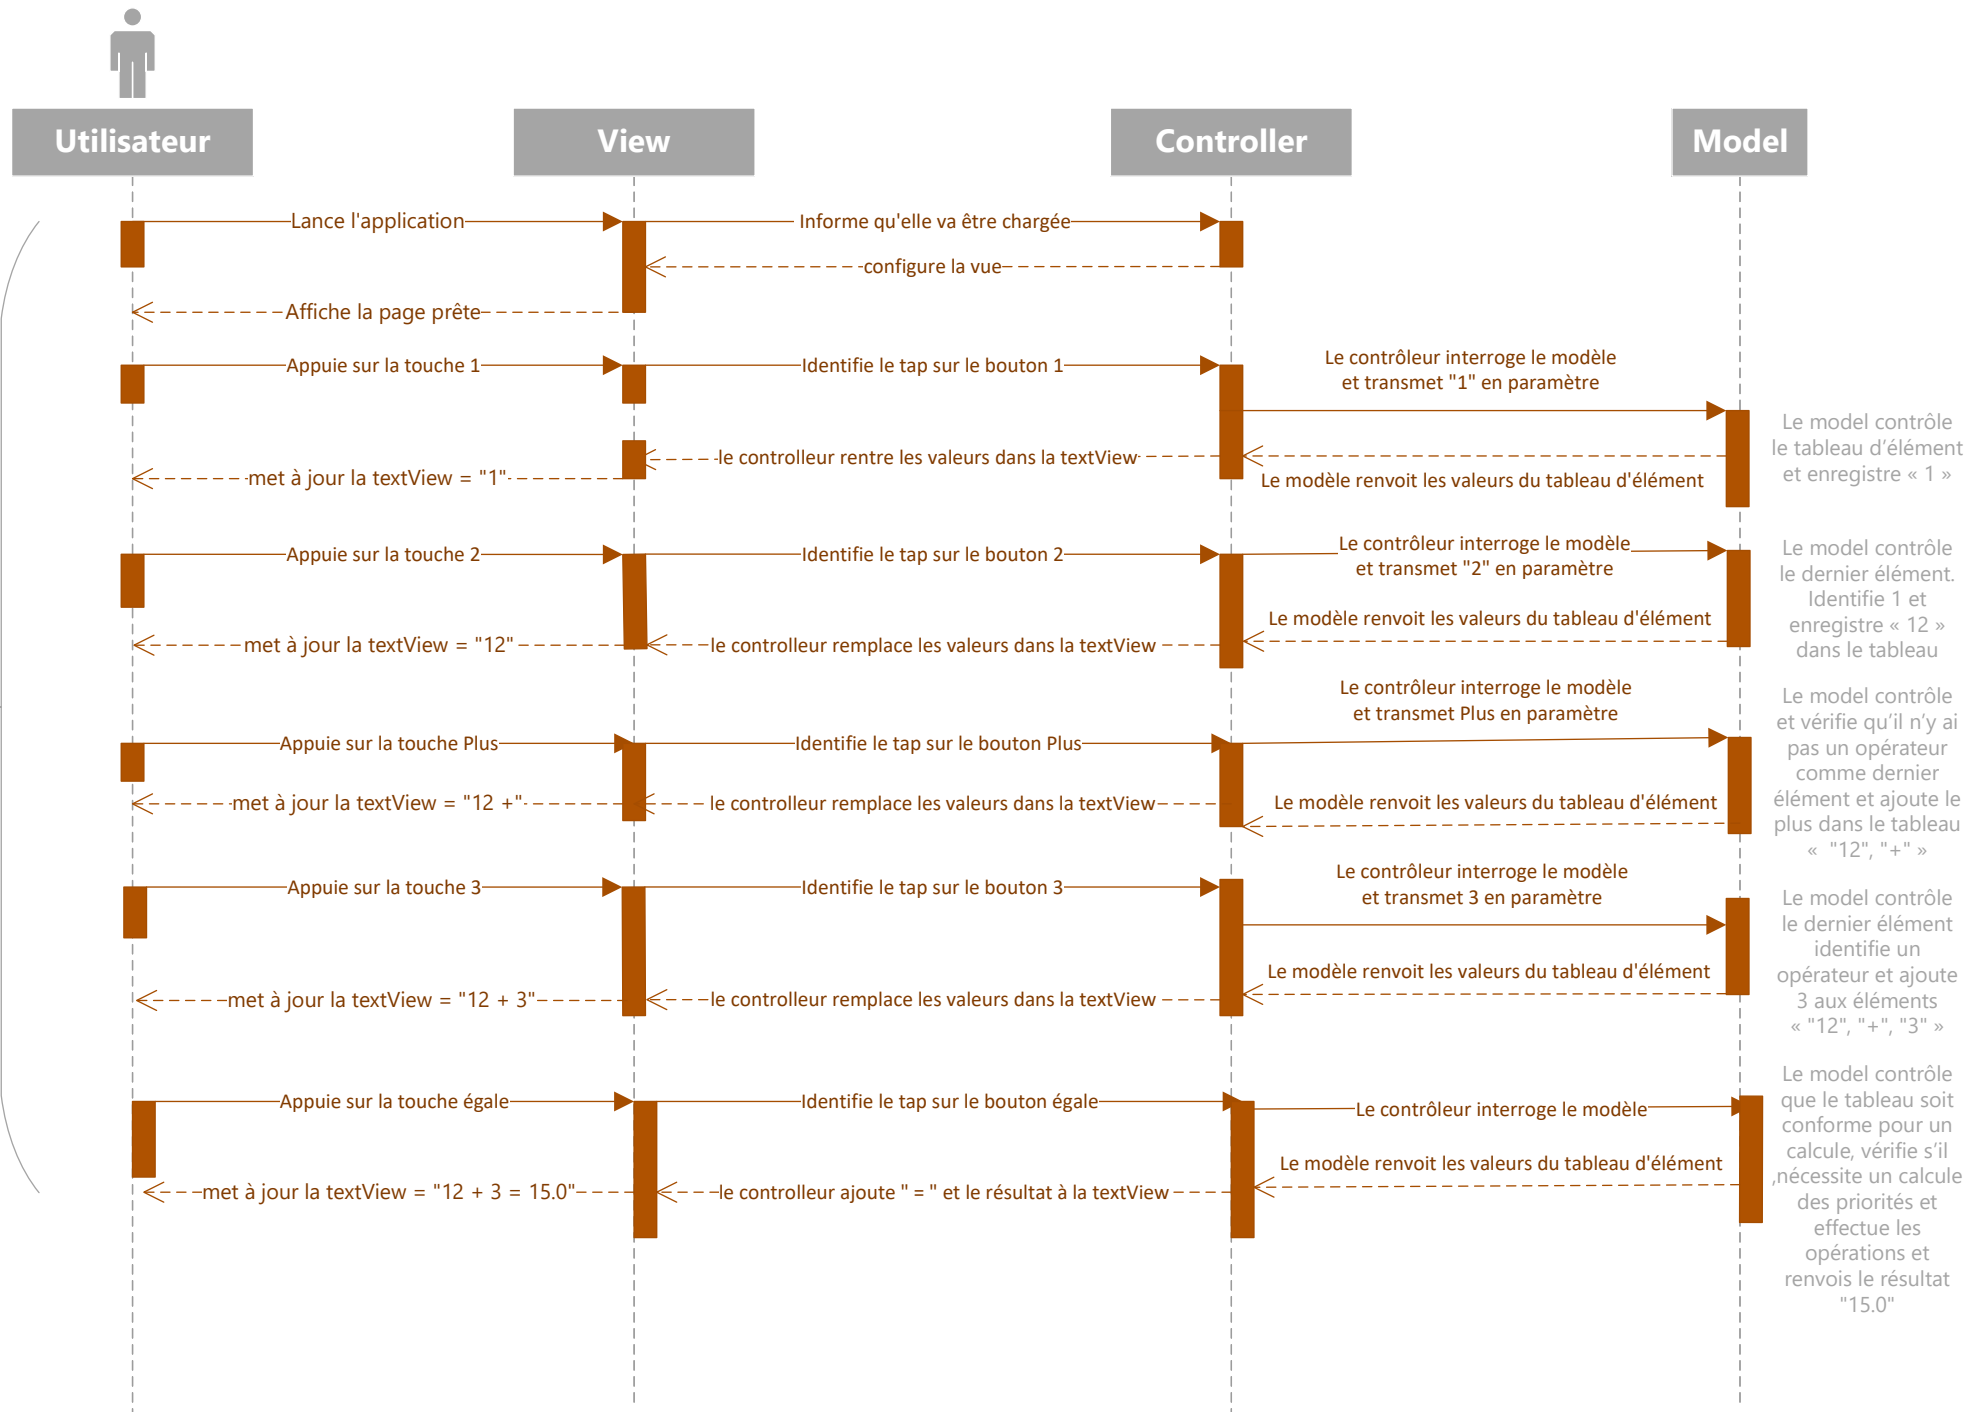 Utilisateur
View
Controller
Model
Lance l'application
Informe qu'elle va être chargée
configure la vue
Affiche la page prête
Appuie sur la touche 1
Identifie le tap sur le bouton 1
Le contrôleur interroge le modèle
et transmet "1" en paramètre
Le model contrôle
le tableau d’élément
et enregistre « 1 »
le controlleur rentre les valeurs dans la textView
met à jour la textView = "1"
Le modèle renvoit les valeurs du tableau d'élément
Appuie sur la touche 2
Identifie le tap sur le bouton 2
Le contrôleur interroge le modèle
et transmet "2" en paramètre
Le model contrôle
le dernier élément.
Identifie 1 et
enregistre « 12 »
dans le tableau
Le modèle renvoit les valeurs du tableau d'élément
met à jour la textView = "12"
le controlleur remplace les valeurs dans la textView
Le contrôleur interroge le modèle
et transmet Plus en paramètre
Le model contrôle
et vérifie qu’il n’y ai
pas un opérateur
comme dernier
élément et ajoute le
plus dans le tableau
« "12", "+" »
Appuie sur la touche Plus
Identifie le tap sur le bouton Plus
met à jour la textView = "12 +"
le controlleur remplace les valeurs dans la textView
Le modèle renvoit les valeurs du tableau d'élément
Appuie sur la touche 3
Identifie le tap sur le bouton 3
Le contrôleur interroge le modèle
et transmet 3 en paramètre
Le model contrôle
le dernier élément
identifie un
opérateur et ajoute
3 aux éléments
« "12", "+", "3" »
Le modèle renvoit les valeurs du tableau d'élément
met à jour la textView = "12 + 3"
le controlleur remplace les valeurs dans la textView
Appuie sur la touche égale
Identifie le tap sur le bouton égale
Le contrôleur interroge le modèle
Le model contrôle
que le tableau soit
conforme pour un
calcule, vérifie s’il
,nécessite un calcule
des priorités et
effectue les
opérations et
renvois le résultat
"15.0"
Le modèle renvoit les valeurs du tableau d'élément
met à jour la textView = "12 + 3 = 15.0"
le controlleur ajoute " = " et le résultat à la textView